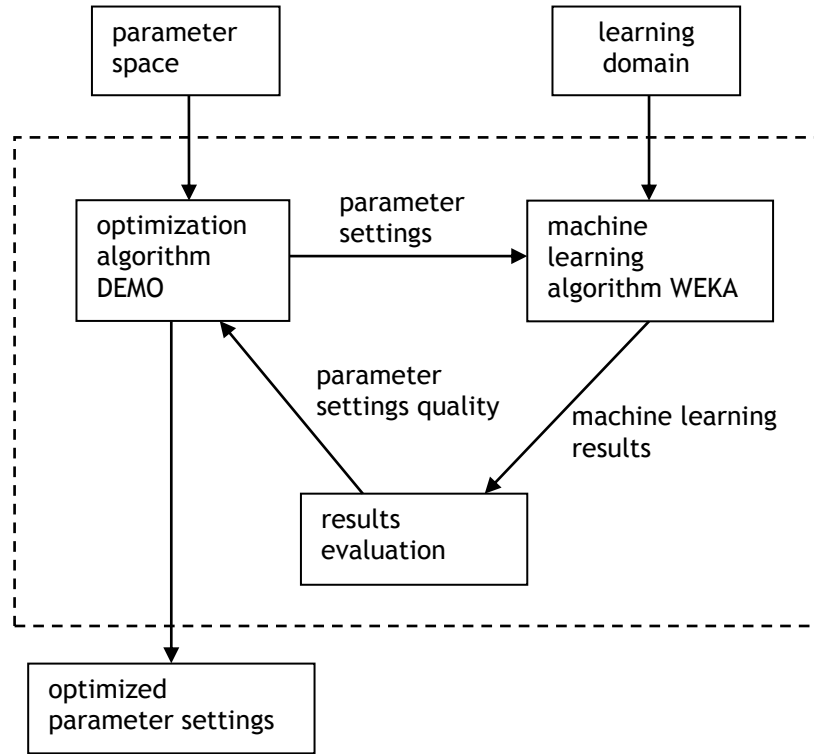 parameter
space
learning
domain
optimization
algorithm
DEMO
parameter
settings
machine
learning
algorithm WEKA
parameter
settings quality
machine learning
results
results
evaluation
optimized
parameter settings